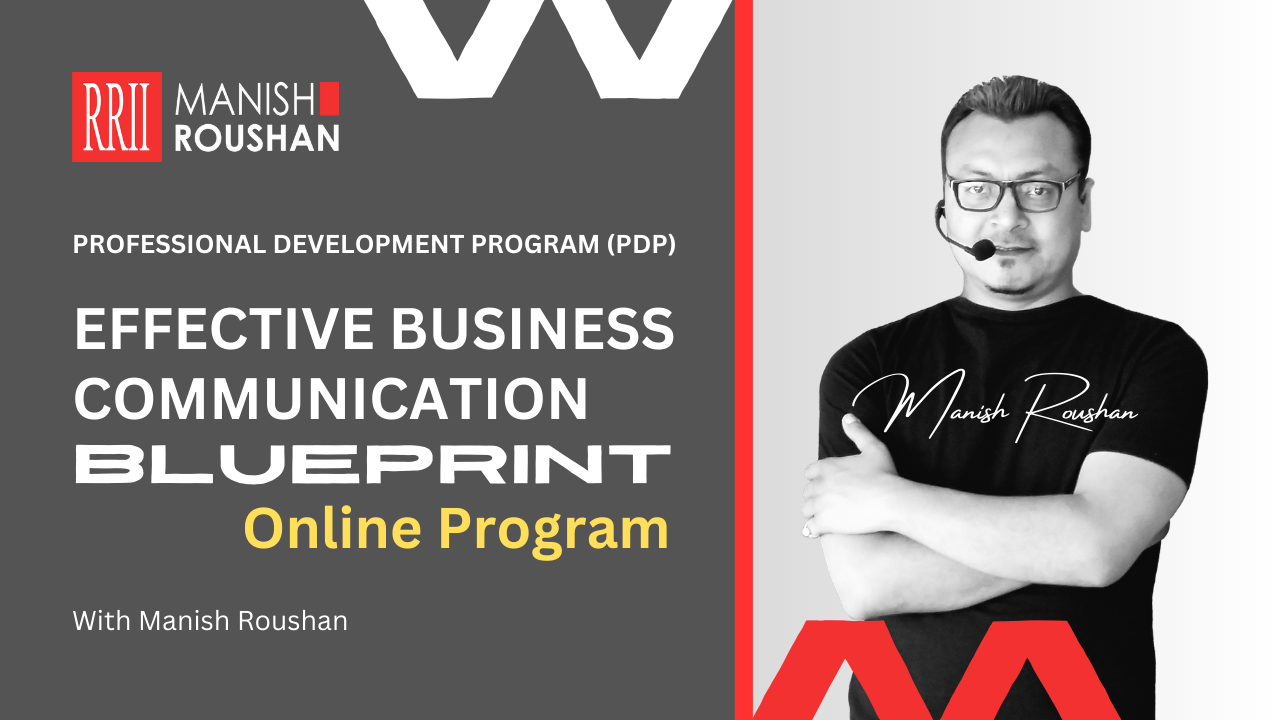 RRII
MANISH
ROUSHAN
PROFESSIONAL DEVELOPMENT PROGRAM (PDP)
EFFECTIVE BUSINESS
COMMUNICATION
BLUEPRINT
Online Program
With Manish Roushan
Manish Roushan